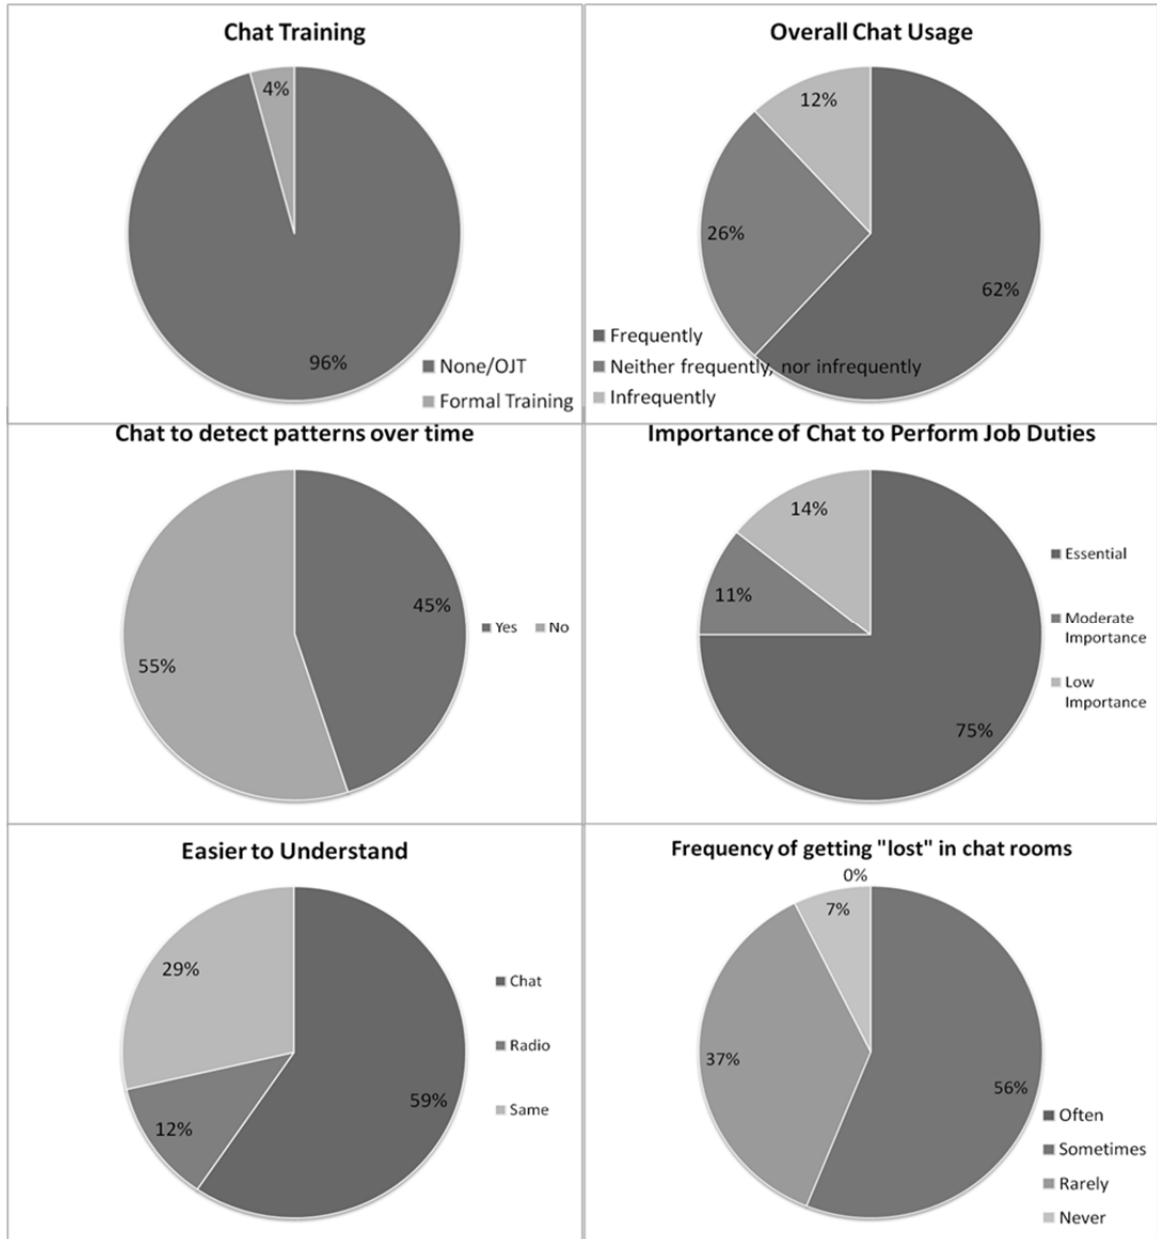 Chat Training
4%
96%
None/OJT
Formal Training
Overall Chat Usage
12%
26%
62%
Frequently
Neither frequently, nor infrequently
Infrequently
Chat to detect patterns over time
45%
55%
Yes No
Importance of Chat to Perform Job Duties
14%
11%
75%
Essential
Moderate
Importance
Low
Importance
Easier to Understand
29%
12%
59%
Chat
Radio
Same
Frequency of getting "lost" in chat rooms
0%
7%
37%
56%
Often
Sometimes
Rarely
Never